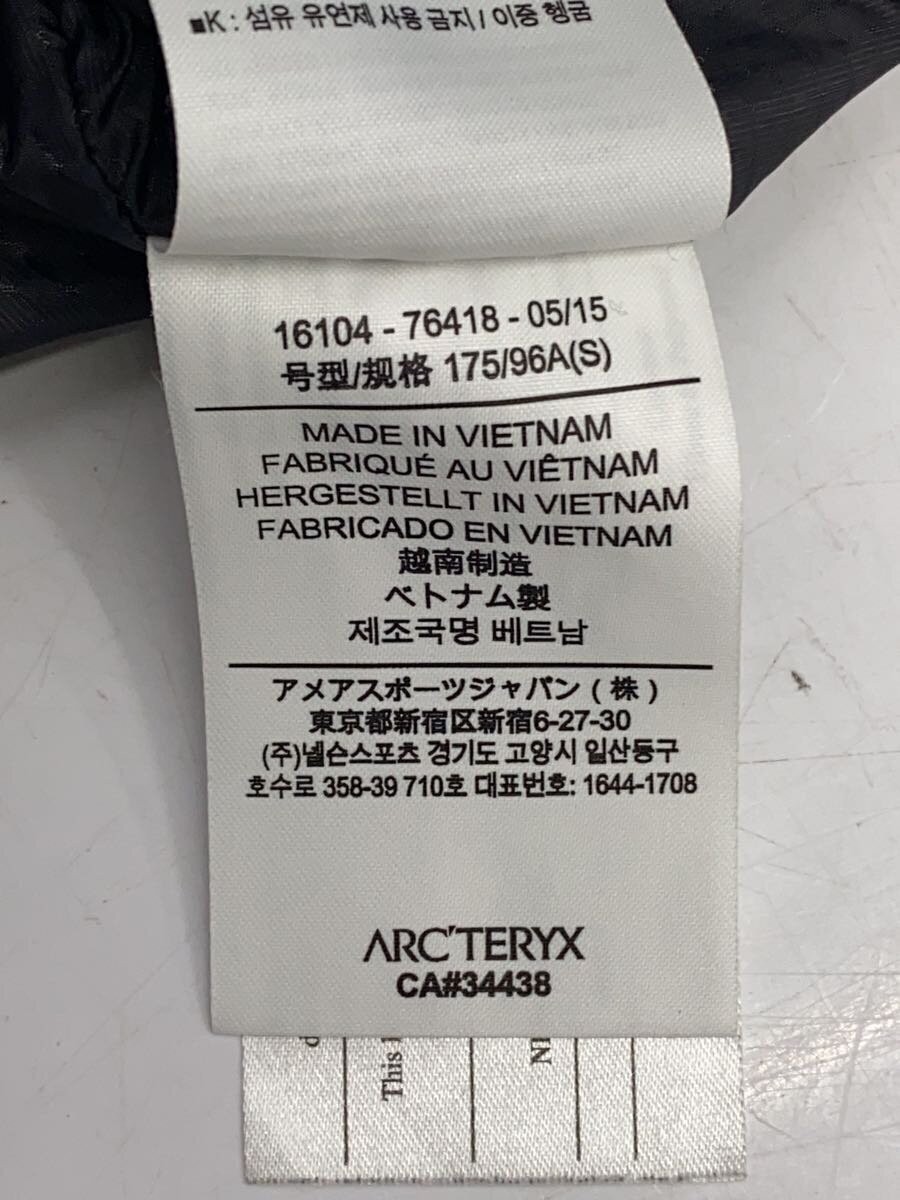 ■K : 섬유 유연제 사용 금지 / 이중 헹굼
16104 - 76418 - 05/15
号型/规格 175/96A(S)
MADE IN VIETNAM
FABRIQUÉ AU VIÊTNAM
HERGESTELLT IN VIETNAM
FABRICADO EN VIETNAM
越南制造
ベトナム製
제조국명 베트남
アメアスポーツジャパン ( 株 )
東京都新宿区新宿6-27-30
(주)넬슨스포츠 경기도 고양시 일산동구
호수로 358-39 710호 대표번호: 1644-1708
ARC'TERYX
CA#34438
This